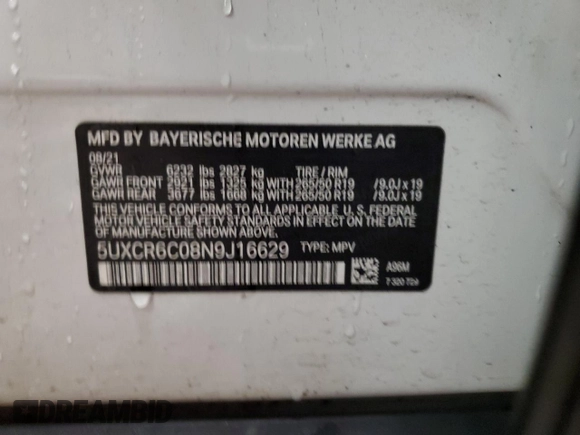 MFD BY BAYERISCHE MOTOREN WERKE AG
08/21
GVWR 6232 lbs 2827 kg TIRE / RIM
GAWR FRONT 2921 lbs 1325 kg WITH 265/50 R19 /9.0J x 19
GAWR REAR 3677 lbs 1668 kg WITH 265/50 R19 /9.0J x 19
THIS VEHICLE CONFORMS TO ALL APPLICABLE U. S. FEDERAL
MOTOR VEHICLE SAFETY STANDARDS IN EFFECT ON THE DATE
OF MANUFACTURE SHOWN ABOVE.
5UXCR6C08N9J16629 TYPE: MPV
A96M
7 320 728
DREAMBID